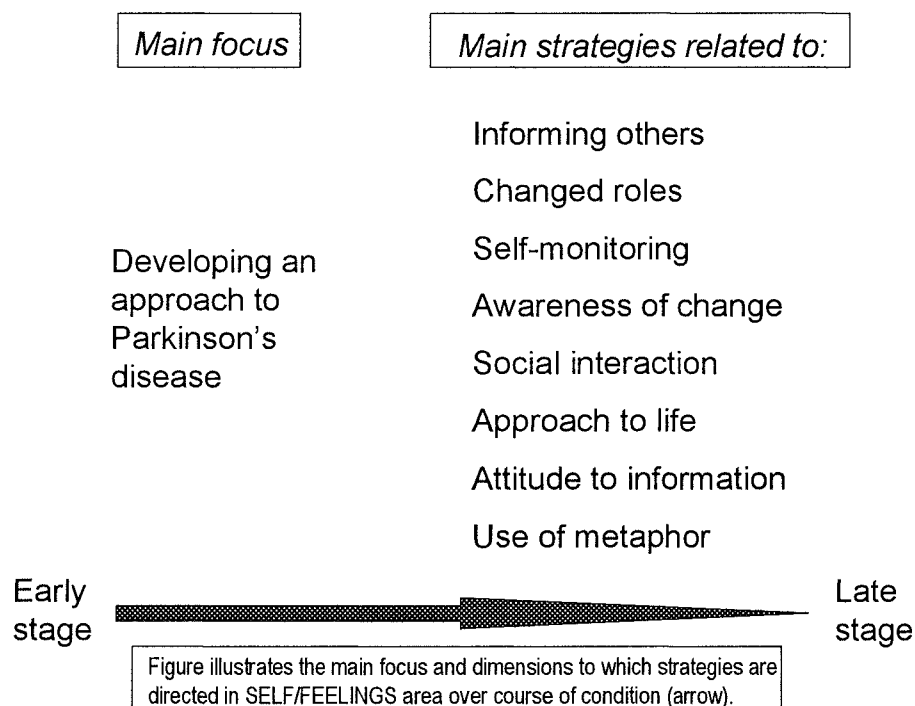 Main focus
Main strategies related to:
Informing others
Changed roles
Self-monitoring
Awareness of change
Social interaction
Approach to life
Attitude to information
Use of metaphor
Developing an
approach to
Parkinson's
disease
Early
stage
Late
stage
Figure illustrates the main focus and dimensions to which strategies are
directed in SELF/FEELINGS area over course of condition (arrow).